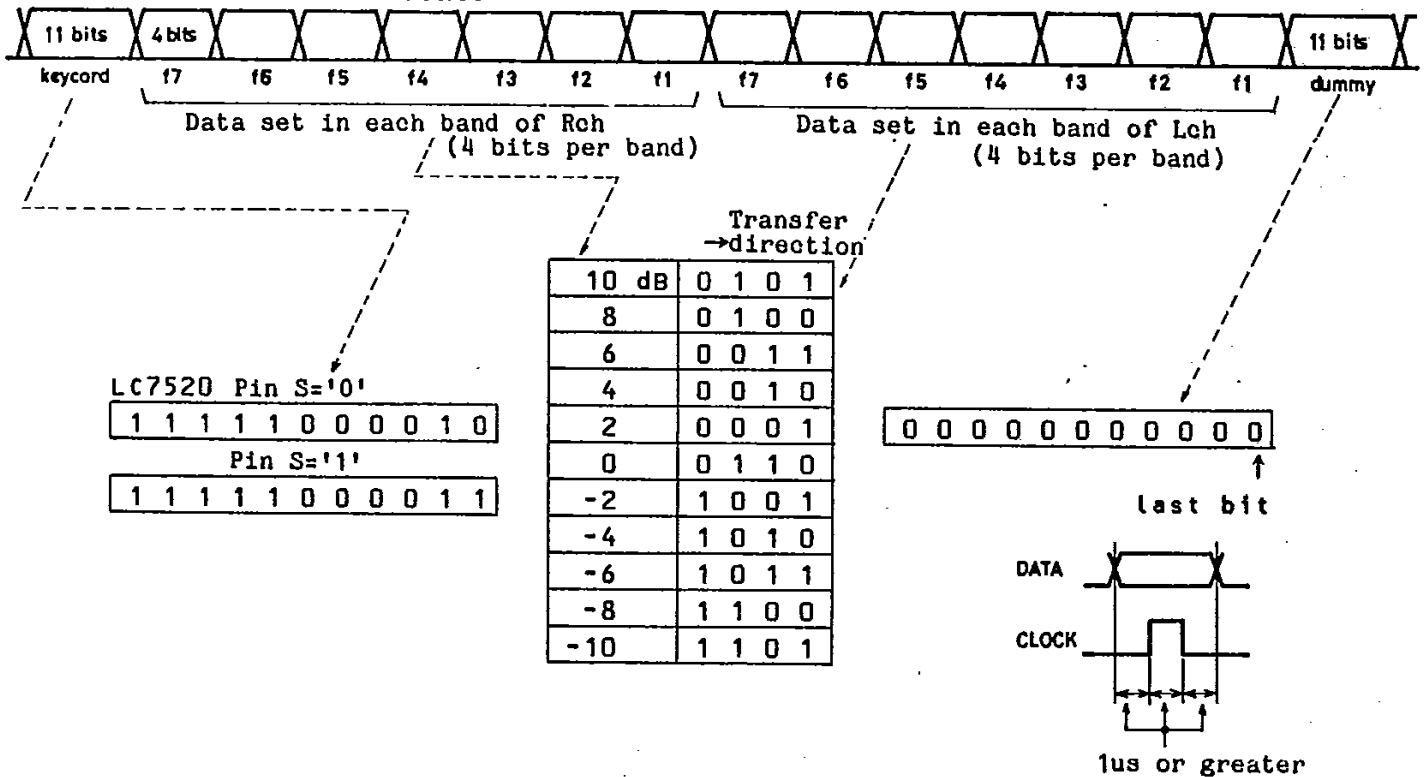 11 bits 4 bits 11 bits
keycord f7 f6 f5 f4 f3 f2 f1 f7 f6 f5 f4 f3 f2 f1 dummy
Data set in each band of Rch
(4 bits per band)
Data set in each band of Lch
(4 bits per band)
Transfer
→direction
10 dB 0 1 0 1
8 0 1 0 0
6 0 0 1 1
4 0 0 1 0
2 0 0 0 1
0 0 1 1 0
-2 1 0 0 1
-4 1 0 1 0
-6 1 0 1 1
-8 1 1 0 0
-10 1 1 0 1
LC7520 Pin S='0'
1 1 1 1 1 0 0 0 0 1 0
Pin S='1'
1 1 1 1 1 0 0 0 0 1 1
0 0 0 0 0 0 0 0 0 0 0
last bit
DATA
CLOCK
1us or greater